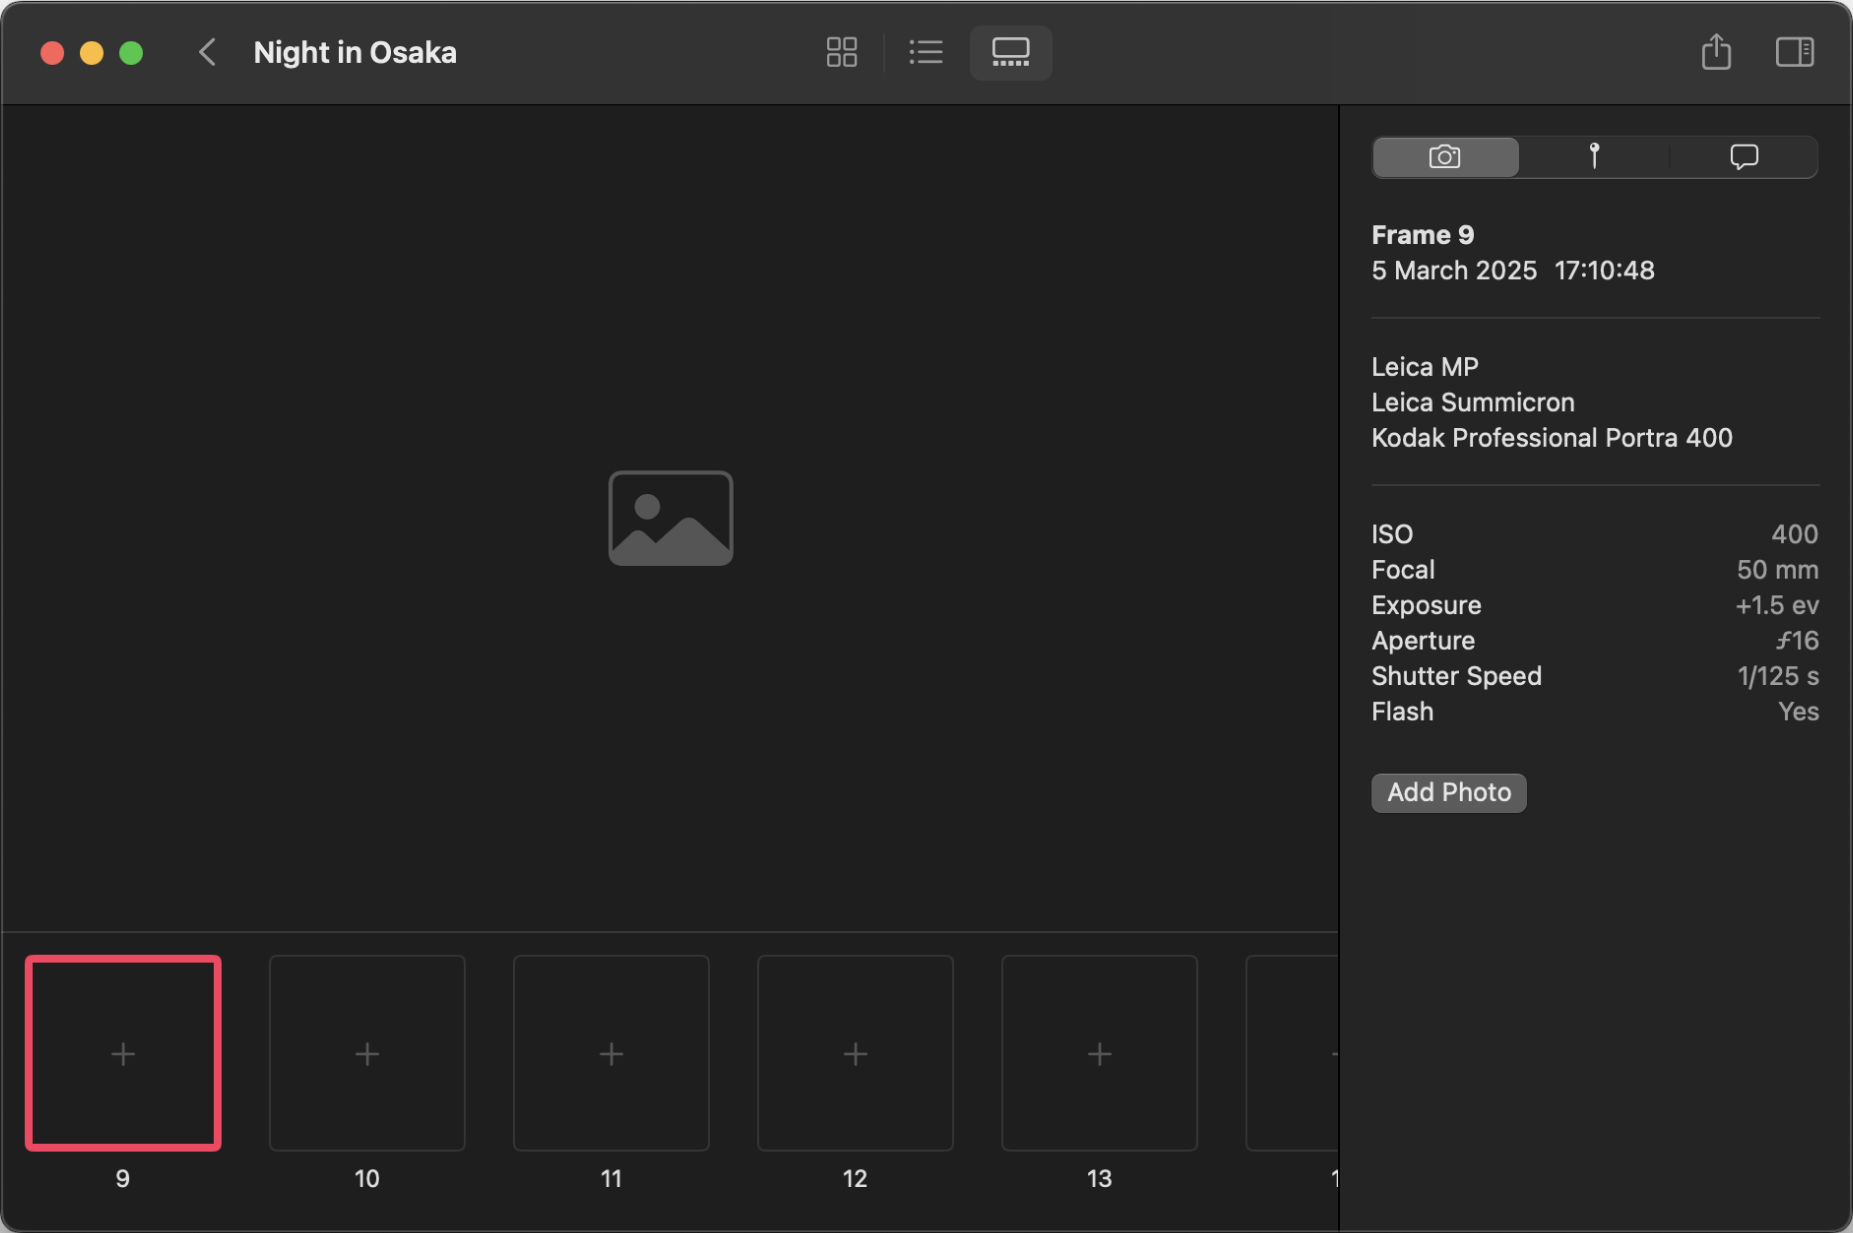 Night in Osaka
Frame 9
5 March 2025 17:10:48
Leica MP
Leica Summicron
Kodak Professional Portra 400
ISO 400
Focal 50 mm
Exposure +1.5 ev
Aperture ƒ16
Shutter Speed 1/125 s
Flash Yes
Add Photo
9 10 11 12 13